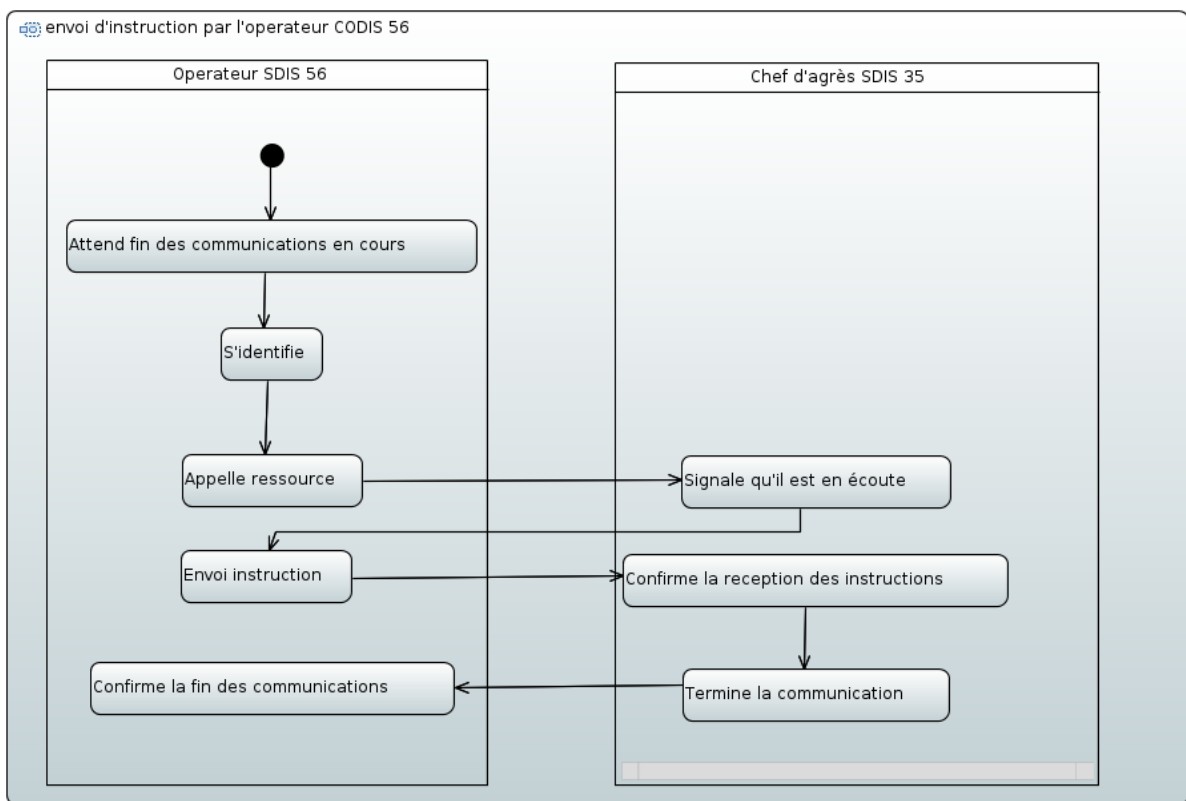 envoi d'instruction par l'operateur CODIS 56
Operateur SDIS 56
Chef d'agrès SDIS 35
Attend fin des communications en cours
S'identifie
Appelle ressource
Signale qu'il est en écoute
Envoi instruction
Confirme la reception des instructions
Confirme la fin des communications
Termine la communication